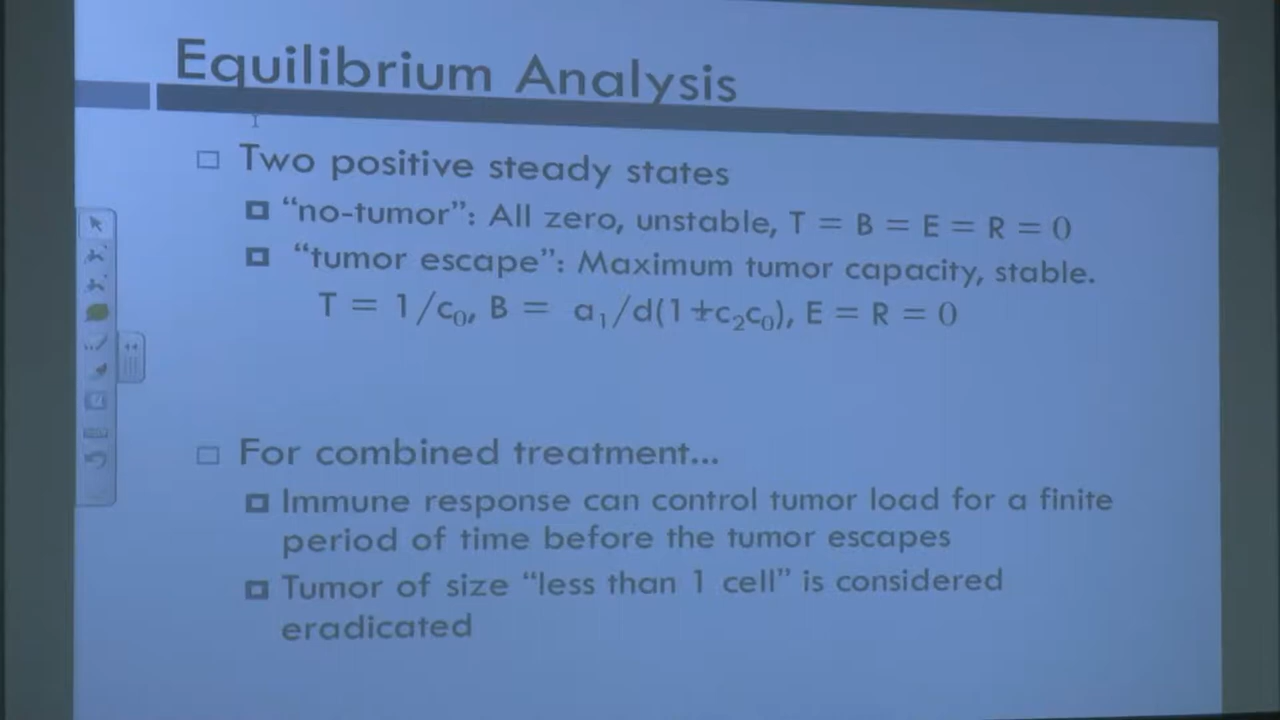 Equilibrium Analysis
Two positive steady states
“no-tumor”: All zero, unstable, T = B = E = R = 0
“tumor escape”: Maximum tumor capacity, stable.
T = 1/c₀, B = a₁/d(1+c₂c₀), E = R = 0
For combined treatment...
Immune response can control tumor load for a finite
period of time before the tumor escapes
Tumor of size “less than 1 cell” is considered
eradicated